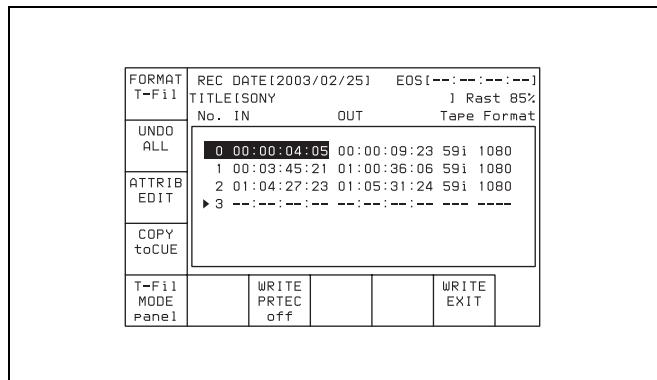 FORMAT
T-Fil
REC DATE[2003/02/25] EOS[--:--:--:--]
TITLE[SONY ] Rast 85%
No. IN OUT Tape Format
UNDO
ALL
0 00:00:04:05 00:00:09:23 59i 1080
1 00:03:45:21 01:00:36:06 59i 1080
2 01:04:27:23 01:05:31:24 59i 1080
▶3 --:--:--:-- --:--:--:-- --- ----
ATTRIB
EDIT
COPY
toCUE
T-Fil
MODE
panel
WRITE
PRTEC
off
WRITE
EXIT